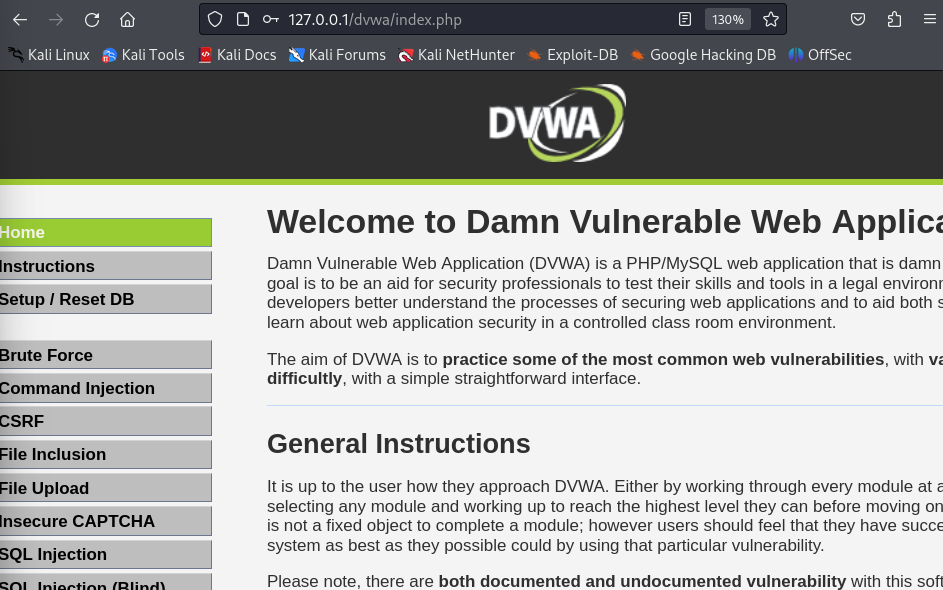 127.0.0.1/dvwa/index.php 130%
Kali Linux Kali Tools Kali Docs Kali Forums Kali NetHunter Exploit-DB Google Hacking DB OffSec
DVWA
Home
Instructions
Setup / Reset DB
Brute Force
Command Injection
CSRF
File Inclusion
File Upload
Insecure CAPTCHA
SQL Injection
SQL Injection (Blind)
Welcome to Damn Vulnerable Web Applica
Damn Vulnerable Web Application (DVWA) is a PHP/MySQL web application that is damn
goal is to be an aid for security professionals to test their skills and tools in a legal environ
developers better understand the processes of securing web applications and to aid both s
learn about web application security in a controlled class room environment.
The aim of DVWA is to practice some of the most common web vulnerabilities, with va
difficultly, with a simple straightforward interface.
General Instructions
It is up to the user how they approach DVWA. Either by working through every module at a
selecting any module and working up to reach the highest level they can before moving on
is not a fixed object to complete a module; however users should feel that they have succe
system as best as they possible could by using that particular vulnerability.
Please note, there are both documented and undocumented vulnerability with this soft